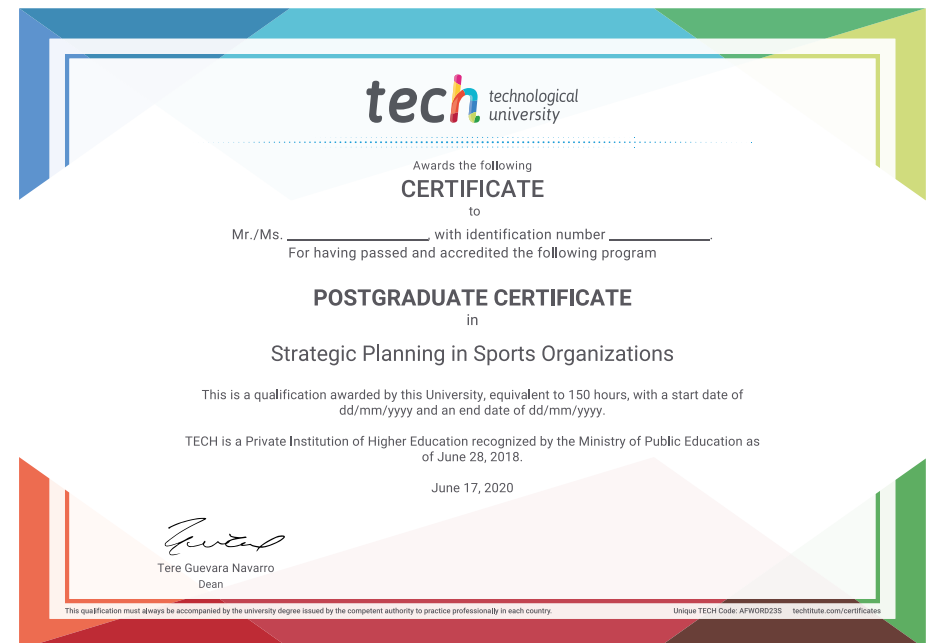 tech technological
university
Awards the following
CERTIFICATE
to
Mr./Ms. ____________________, with identification number ______________.
For having passed and accredited the following program
POSTGRADUATE CERTIFICATE
in
Strategic Planning in Sports Organizations
This is a qualification awarded by this University, equivalent to 150 hours, with a start date of
dd/mm/yyyy and an end date of dd/mm/yyyy.
TECH is a Private Institution of Higher Education recognized by the Ministry of Public Education as
of June 28, 2018.
June 17, 2020
Tere Guevara Navarro
Dean
This qualification must always be accompanied by the university degree issued by the competent authority to practice professionally in each country.
Unique TECH Code: AFWORD23S techtitute.com/certificates